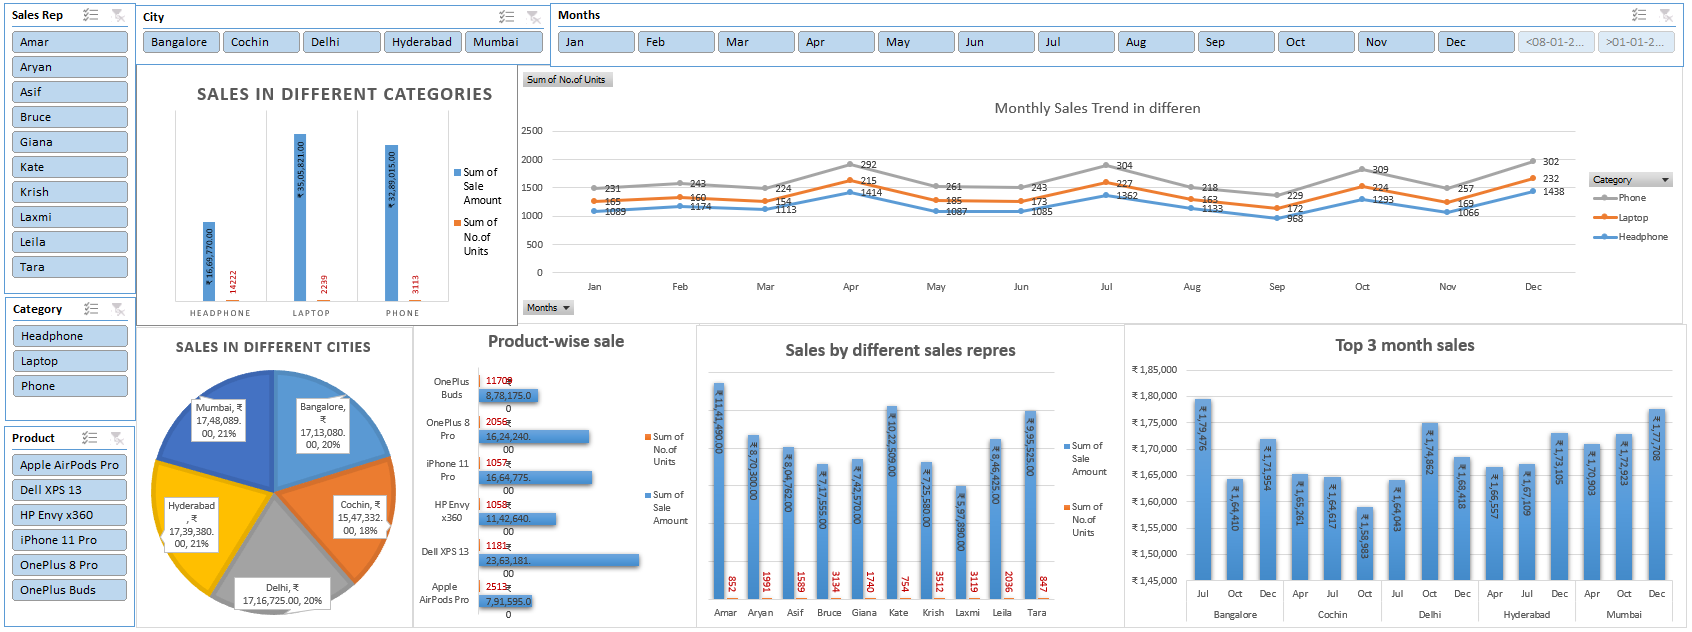 Sales Rep
Amar
Aryan
Asif
Bruce
Giana
Kate
Krish
Laxmi
Leila
Tara
Category
Headphone
Laptop
Phone
Product
Apple AirPods Pro
Dell XPS 13
HP Envy x360
iPhone 11 Pro
OnePlus 8 Pro
OnePlus Buds
City
Bangalore Cochin Delhi Hyderabad Mumbai
Months
Jan Feb Mar Apr May Jun Jul Aug Sep Oct Nov Dec <08-01-2... >01-01-2...
SALES IN DIFFERENT CATEGORIES
₹ 16,69,770.00
14222
₹ 35,05,821.00
2239
₹ 32,89,015.00
3113
HEADPHONE LAPTOP PHONE
Sum of
Sale
Amount
Sum of
No.of
Units
Sum of No.of Units
Monthly Sales Trend in differen
2500
2000
1500
1000
500
0
231 243 224 292 261 243 304 218 229 309 257 302
165 160 154 215 185 173 227 163 172 224 169 232
1089 1174 1113 1414 1087 1085 1362 1133 968 1293 1066 1438
Jan Feb Mar Apr May Jun Jul Aug Sep Oct Nov Dec
Months
Category
Phone
Laptop
Headphone
SALES IN DIFFERENT CITIES
Mumbai, ₹
17,48,089.
00, 21%
Bangalore,
₹
17,13,080.
00, 20%
Hyderabad
, ₹
17,39,380.
00, 21%
Cochin, ₹
15,47,332.
00, 18%
Delhi, ₹
17,16,725.00, 20%
Product-wise sale
OnePlus
Buds
11709
₹
8,78,175.0
0
OnePlus 8
Pro
2056
₹
16,24,240.
00
iPhone 11
Pro
1057
₹
16,64,775.
00
HP Envy
x360
1058
₹
11,42,640.
00
Dell XPS 13
1181
₹
23,63,181.
00
Apple
AirPods Pro
2513
₹
7,91,595.0
0
Sum of
No.of
Units
Sum of
Sale
Amount
Sales by different sales repres
₹ 11,41,490.00
852
₹ 8,70,300.00
1991
₹ 8,04,762.00
1589
₹ 7,17,555.00
3134
₹ 7,42,570.00
1740
₹ 10,22,509.00
754
₹ 7,25,580.00
3512
₹ 5,97,890.00
3119
₹ 8,46,425.00
2036
₹ 9,95,525.00
847
Amar Aryan Asif Bruce Giana Kate Krish Laxmi Leila Tara
Sum of
Sale
Amount
Sum of
No.of
Units
Top 3 month sales
₹ 1,85,000
₹ 1,80,000
₹ 1,75,000
₹ 1,70,000
₹ 1,65,000
₹ 1,60,000
₹ 1,55,000
₹ 1,50,000
₹ 1,45,000
₹ 1,79,476
₹ 1,64,410
₹ 1,71,954
₹ 1,65,261
₹ 1,64,617
₹ 1,58,983
₹ 1,64,043
₹ 1,74,862
₹ 1,68,418
₹ 1,66,557
₹ 1,67,109
₹ 1,73,105
₹ 1,70,903
₹ 1,72,923
₹ 1,77,708
Jul Oct Dec Apr Jul Oct Jul Oct Dec Apr Jul Dec Apr Oct Dec
Bangalore Cochin Delhi Hyderabad Mumbai